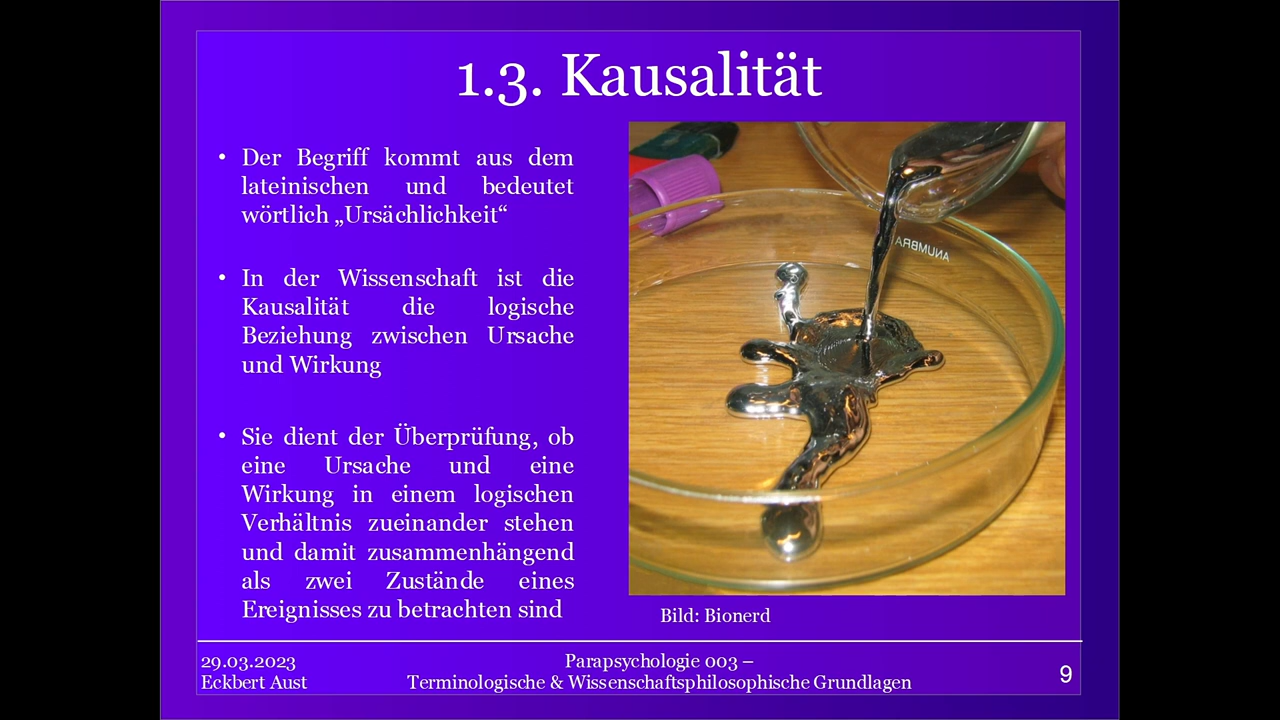 1.3. Kausalität
• Der Begriff kommt aus dem
lateinischen und bedeutet
wörtlich „Ursächlichkeit“
• In der Wissenschaft ist die
Kausalität die logische
Beziehung zwischen Ursache
und Wirkung
• Sie dient der Überprüfung, ob
eine Ursache und eine
Wirkung in einem logischen
Verhältnis zueinander stehen
und damit zusammenhängend
als zwei Zustände eines
Ereignisses zu betrachten sind
ANUMBRA
Bild: Bionerd
29.03.2023
Eckbert Aust
Parapsychologie 003 –
Terminologische & Wissenschaftsphilosophische Grundlagen
9